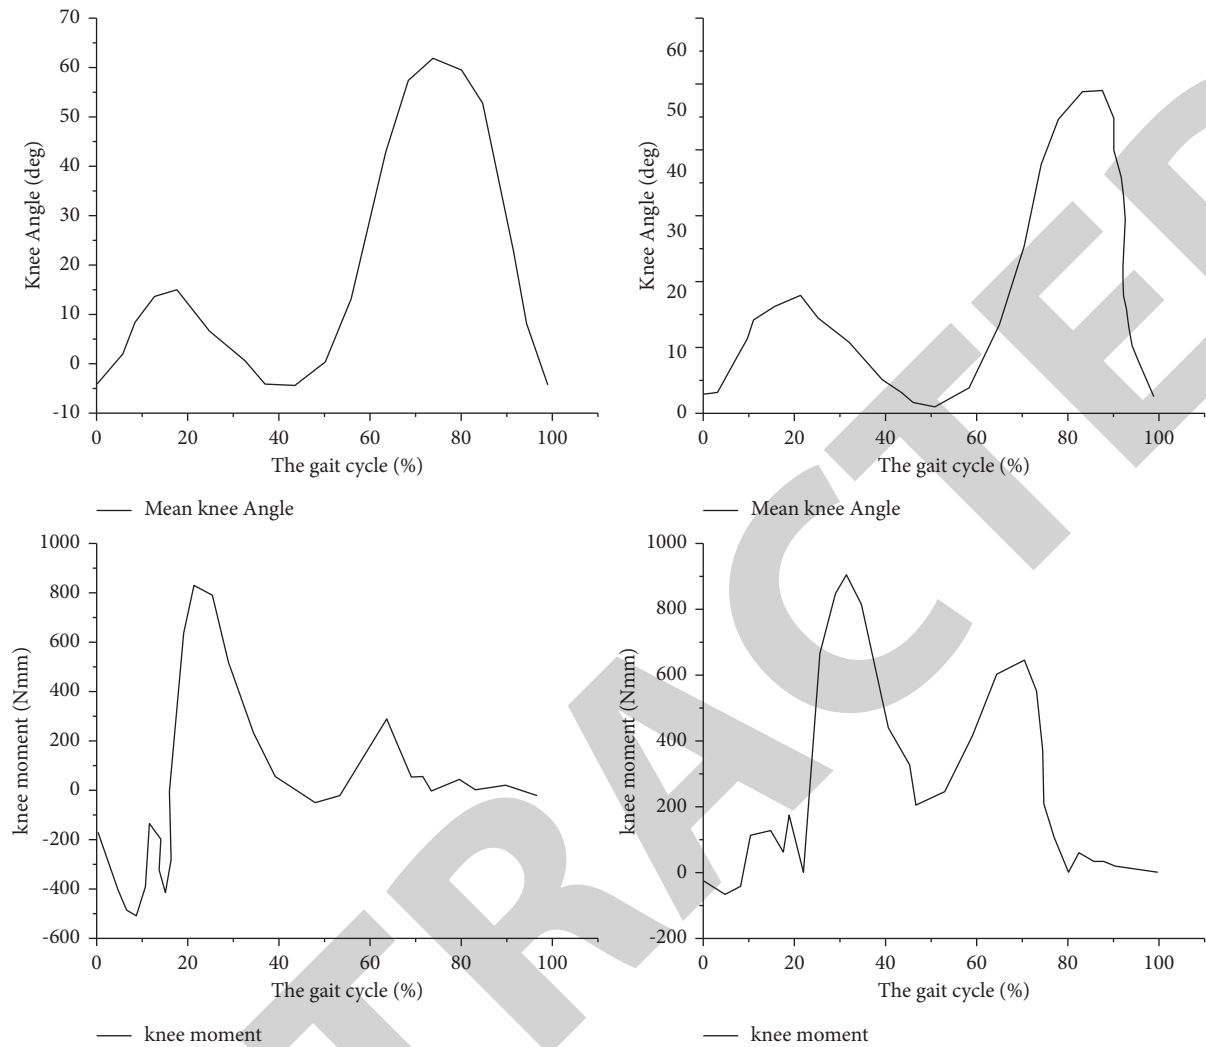 70
60
50
40
30
20
10
0
-10
Knee Angle (deg)
0 20 40 60 80 100
The gait cycle (%)
Mean knee Angle
60
50
40
30
20
10
0
Knee Angle (deg)
0 20 40 60 80 100
The gait cycle (%)
Mean knee Angle
1000
800
600
400
200
0
-200
-400
-600
knee moment (Nmm)
0 20 40 60 80 100
The gait cycle (%)
knee moment
1000
800
600
400
200
0
-200
knee moment (Nmm)
0 20 40 60 80 100
The gait cycle (%)
knee moment
TRACTED